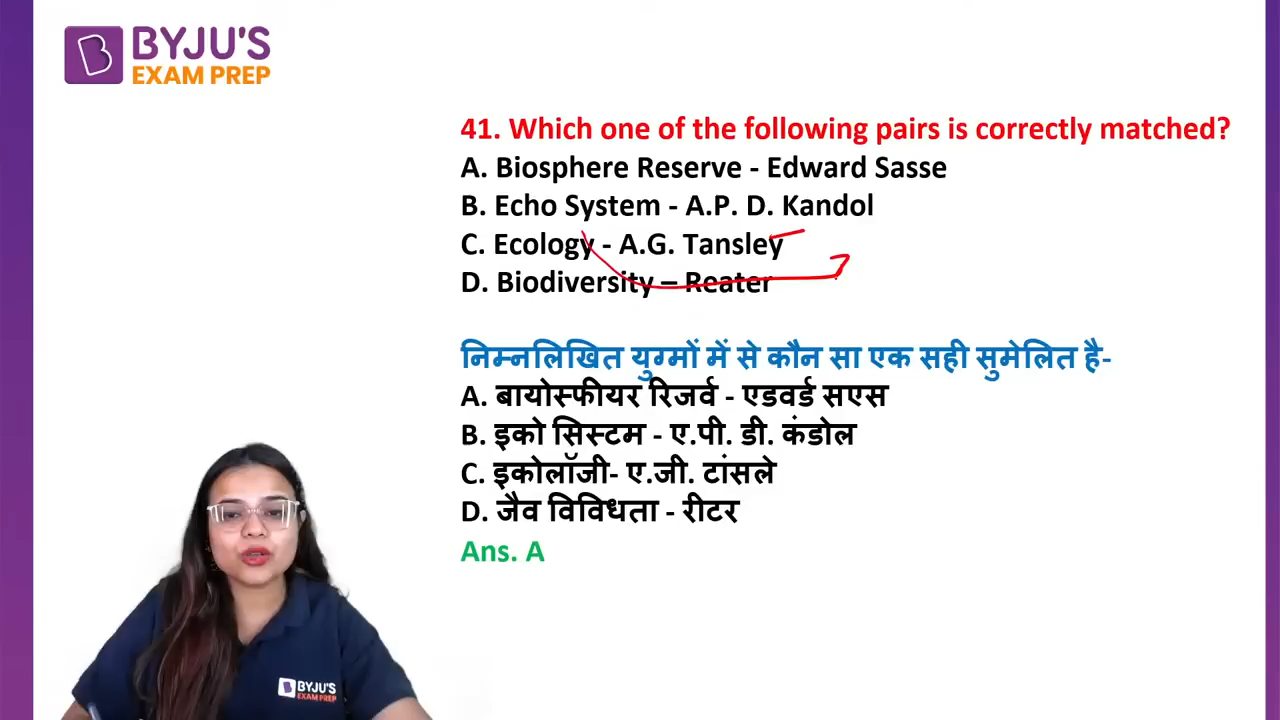 BYJU'S
EXAM PREP
41. Which one of the following pairs is correctly matched?
A. Biosphere Reserve - Edward Sasse
B. Echo System - A.P. D. Kandol
C. Ecology - A.G. Tansley
D. Biodiversity – Reater
निम्नलिखित युग्मों में से कौन सा एक सही सुमेलित है-
A. बायोस्फीयर रिजर्व - एडवर्ड सएस
B. इको सिस्टम - ए.पी. डी. कंडोल
C. इकोलॉजी- ए.जी. टांसले
D. जैव विविधता - रीटर
Ans. A
BYJU'S
EXAM PREP